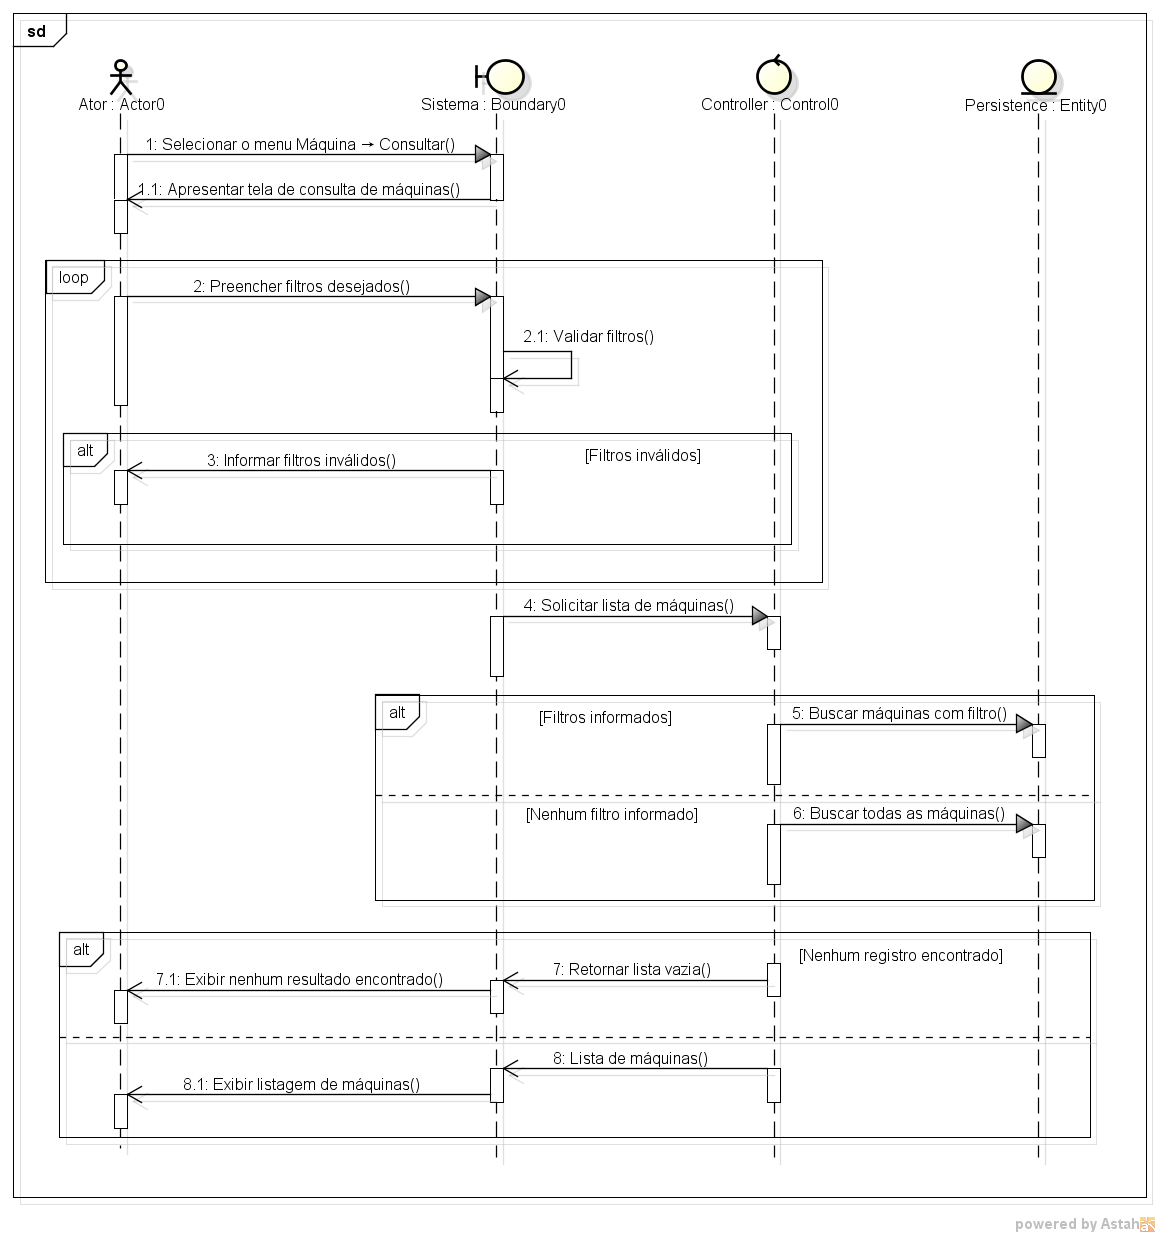 sd
Ator : Actor0
Sistema : Boundary0
Controller : Control0
Persistence : Entity0
1: Selecionar o menu Máquina → Consultar()
1.1: Apresentar tela de consulta de máquinas()
loop
2: Preencher filtros desejados()
2.1: Validar filtros()
alt
[Filtros inválidos]
3: Informar filtros inválidos()
4: Solicitar lista de máquinas()
alt
[Filtros informados]
5: Buscar máquinas com filtro()
[Nenhum filtro informado]
6: Buscar todas as máquinas()
alt
[Nenhum registro encontrado]
7: Retornar lista vazia()
7.1: Exibir nenhum resultado encontrado()
8: Lista de máquinas()
8.1: Exibir listagem de máquinas()
powered by Astah